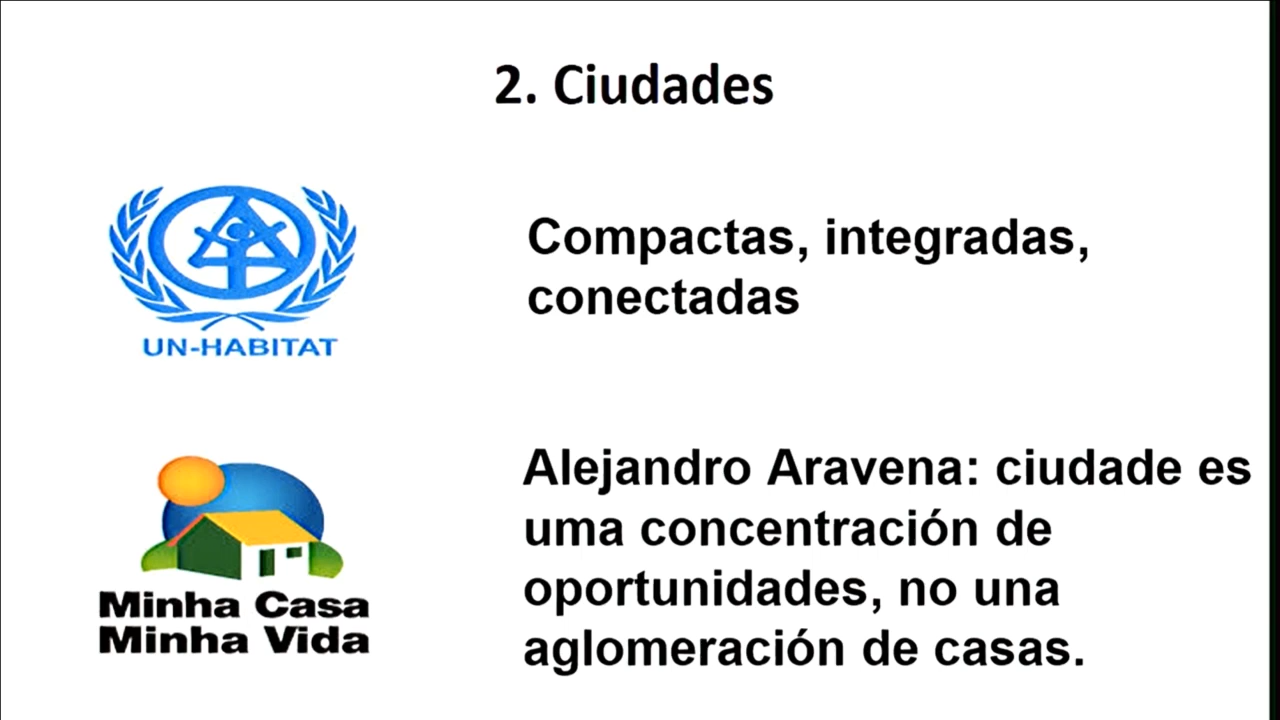 2. Ciudades
UN-HABITAT
Compactas, integradas,
conectadas
Minha Casa
Minha Vida
Alejandro Aravena: ciudade es
uma concentración de
oportunidades, no una
aglomeración de casas.